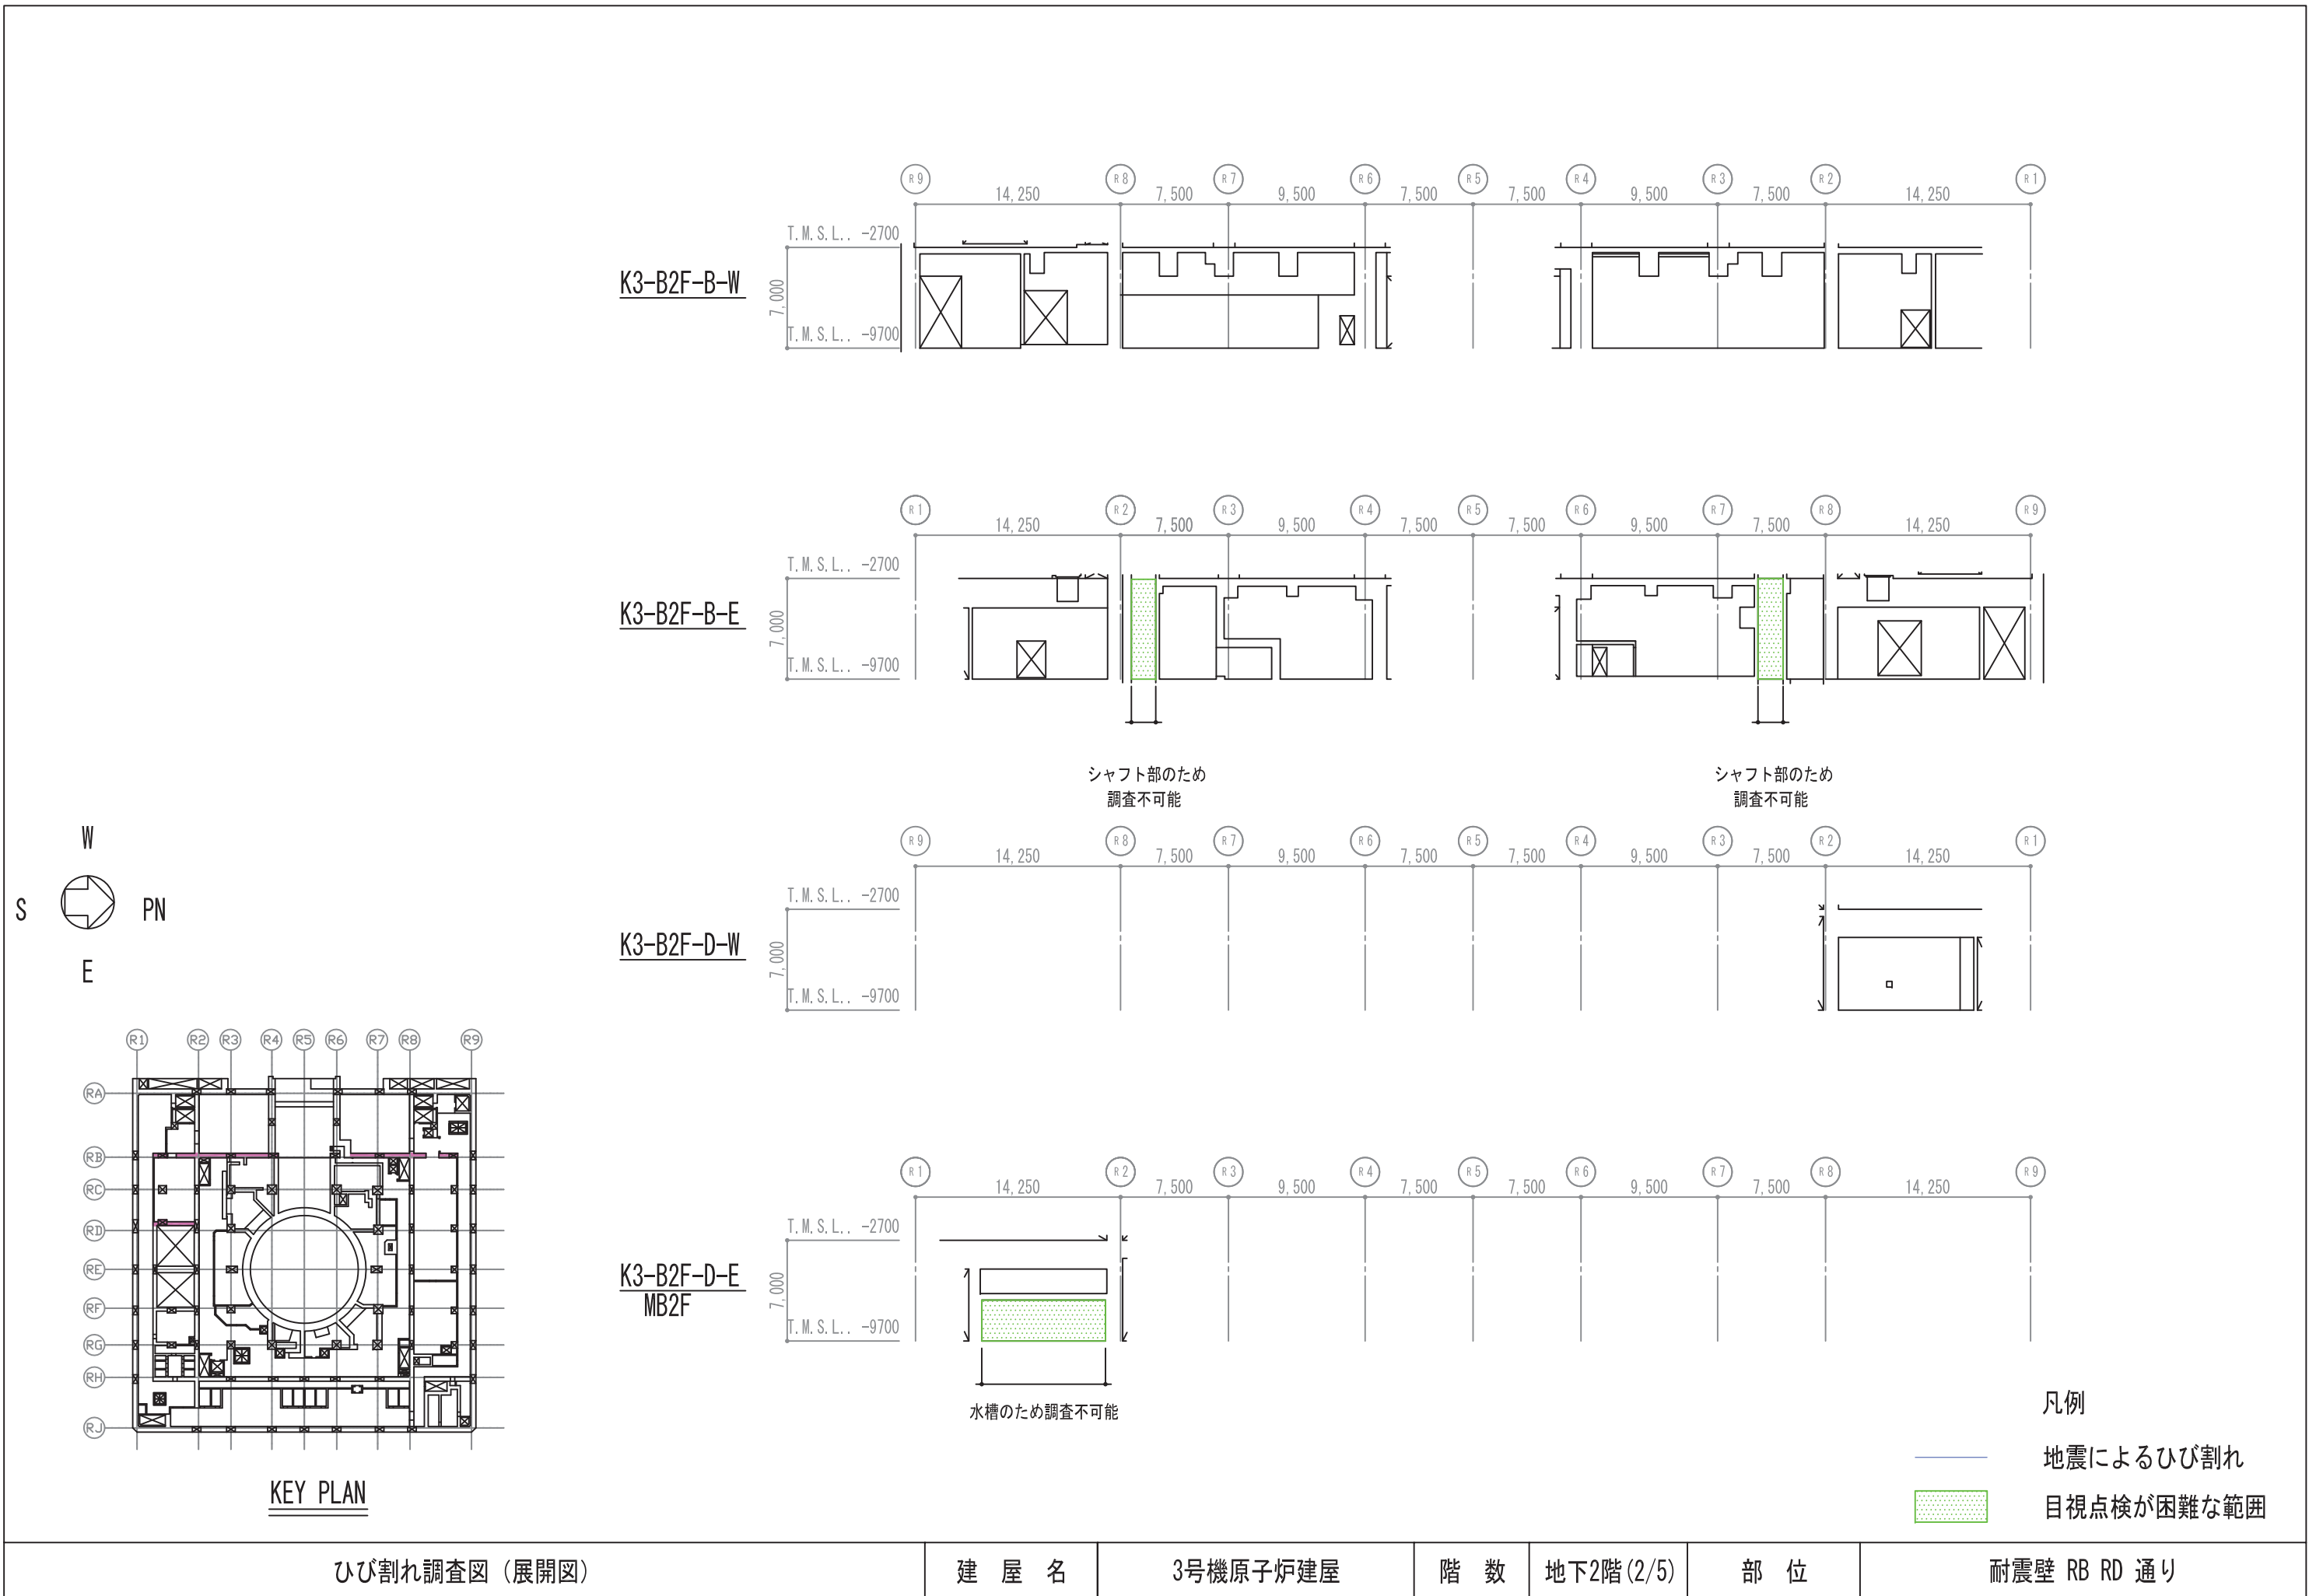 R9 R8 R7 R6 R5 R4 R3 R2 R1
14,250 7,500 9,500 7,500 7,500 9,500 7,500 14,250
T.M.S.L.. -2700
K3-B2F-B-W
7,000
T.M.S.L.. -9700
R1 R2 R3 R4 R5 R6 R7 R8 R9
14,250 7,500 9,500 7,500 7,500 9,500 7,500 14,250
T.M.S.L.. -2700
K3-B2F-B-E
7,000
T.M.S.L.. -9700
シャフト部のため
調査不可能
シャフト部のため
調査不可能
R9 R8 R7 R6 R5 R4 R3 R2 R1
14,250 7,500 9,500 7,500 7,500 9,500 7,500 14,250
T.M.S.L.. -2700
K3-B2F-D-W
7,000
T.M.S.L.. -9700
R1 R2 R3 R4 R5 R6 R7 R8 R9
14,250 7,500 9,500 7,500 7,500 9,500 7,500 14,250
T.M.S.L.. -2700
K3-B2F-D-E
MB2F
7,000
T.M.S.L.. -9700
水槽のため調査不可能
W
S PN
E
R1 R2 R3 R4 R5 R6 R7 R8 R9
RA
RB
RC
RD
RE
RF
RG
RH
RJ
KEY PLAN
凡例
地震によるひび割れ
目視点検が困難な範囲
ひび割れ調査図（展開図） 建 屋 名 3号機原子炉建屋 階 数 地下2階(2/5) 部 位 耐震壁 RB RD 通り